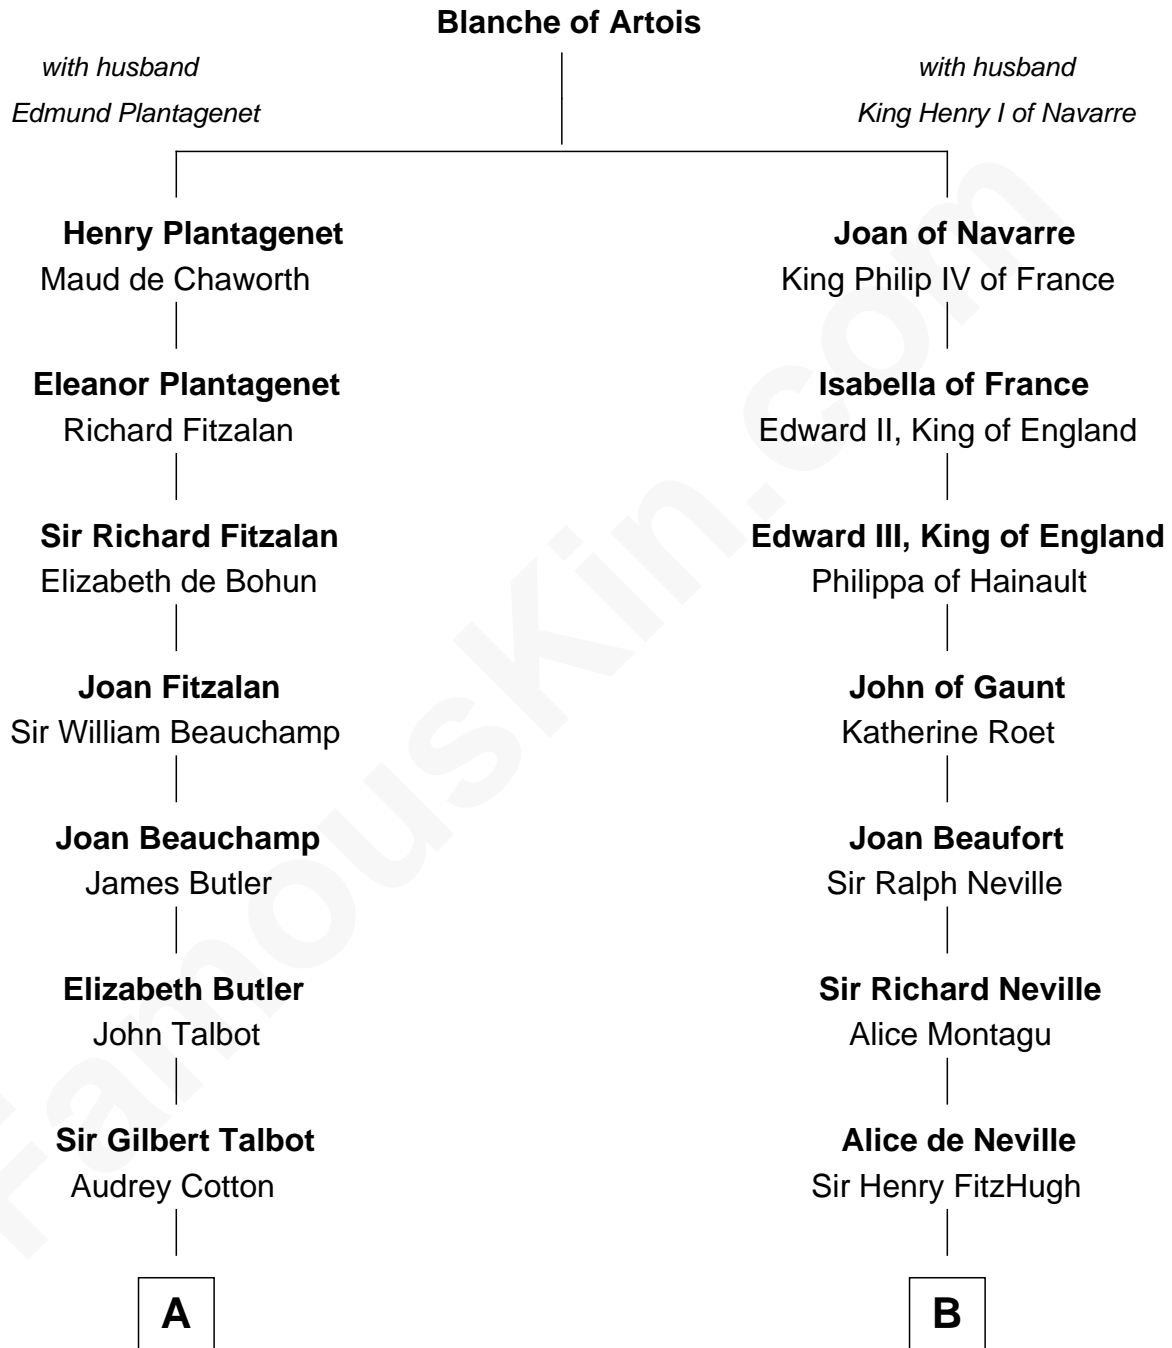 Blanche of Artois
with husband
Edmund Plantagenet
with husband
King Henry I of Navarre
Henry Plantagenet
Maud de Chaworth
Joan of Navarre
King Philip IV of France
Eleanor Plantagenet
Richard Fitzalan
Isabella of France
Edward II, King of England
Sir Richard Fitzalan
Elizabeth de Bohun
Edward III, King of England
Philippa of Hainault
Joan Fitzalan
Sir William Beauchamp
John of Gaunt
Katherine Roet
Joan Beauchamp
James Butler
Joan Beaufort
Sir Ralph Neville
Elizabeth Butler
John Talbot
Sir Richard Neville
Alice Montagu
Sir Gilbert Talbot
Audrey Cotton
Alice de Neville
Sir Henry FitzHugh
A
B
FamousKin.com